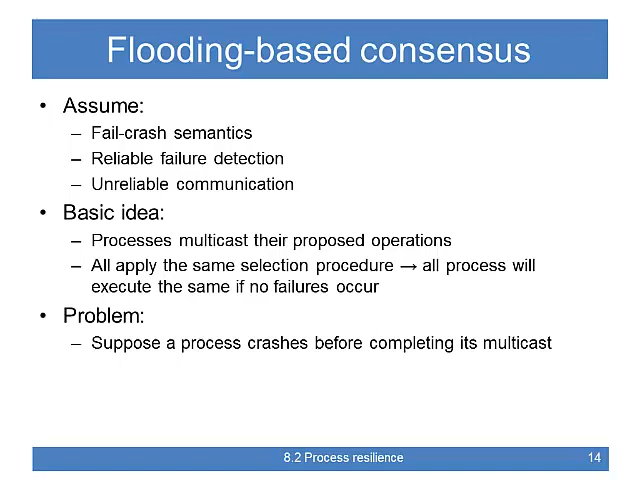 Flooding-based consensus
• Assume:
– Fail-crash semantics
– Reliable failure detection
– Unreliable communication
• Basic idea:
– Processes multicast their proposed operations
– All apply the same selection procedure → all process will
execute the same if no failures occur
• Problem:
– Suppose a process crashes before completing its multicast
8.2 Process resilience
14